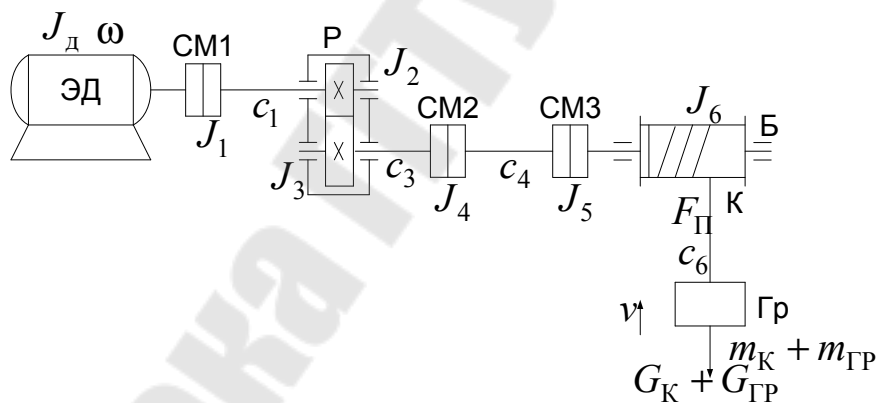 J_д ω
СМ1
Р
J_2
ЭД
c_1
J_1
СМ2
СМ3
J_6
Б
J_3
c_3
c_4
J_4
J_5
F_П
К
c_6
v
Гр
m_К + m_ГР
G_К + G_ГР